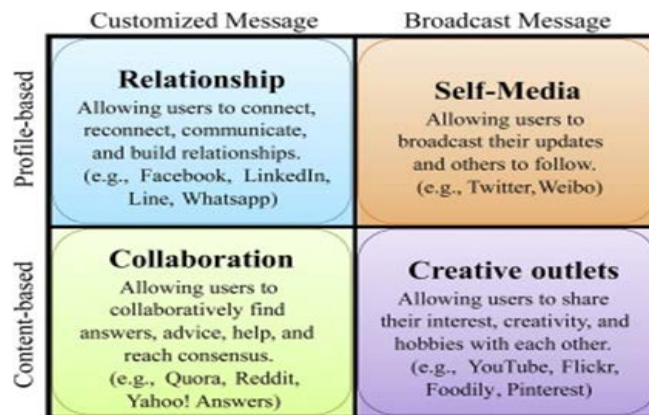 Customized Message
Broadcast Message
Profile-based
Relationship
Allowing users to connect,
reconnect, communicate,
and build relationships.
(e.g., Facebook, LinkedIn,
Line, Whatsapp)
Self-Media
Allowing users to
broadcast their updates
and others to follow.
(e.g., Twitter, Weibo)
Content-based
Collaboration
Allowing users to
collaboratively find
answers, advice, help, and
reach consensus.
(e.g., Quora, Reddit,
Yahoo! Answers)
Creative outlets
Allowing users to share
their interest, creativity, and
hobbies with each other.
(e.g., YouTube, Flickr,
Foodily, Pinterest)